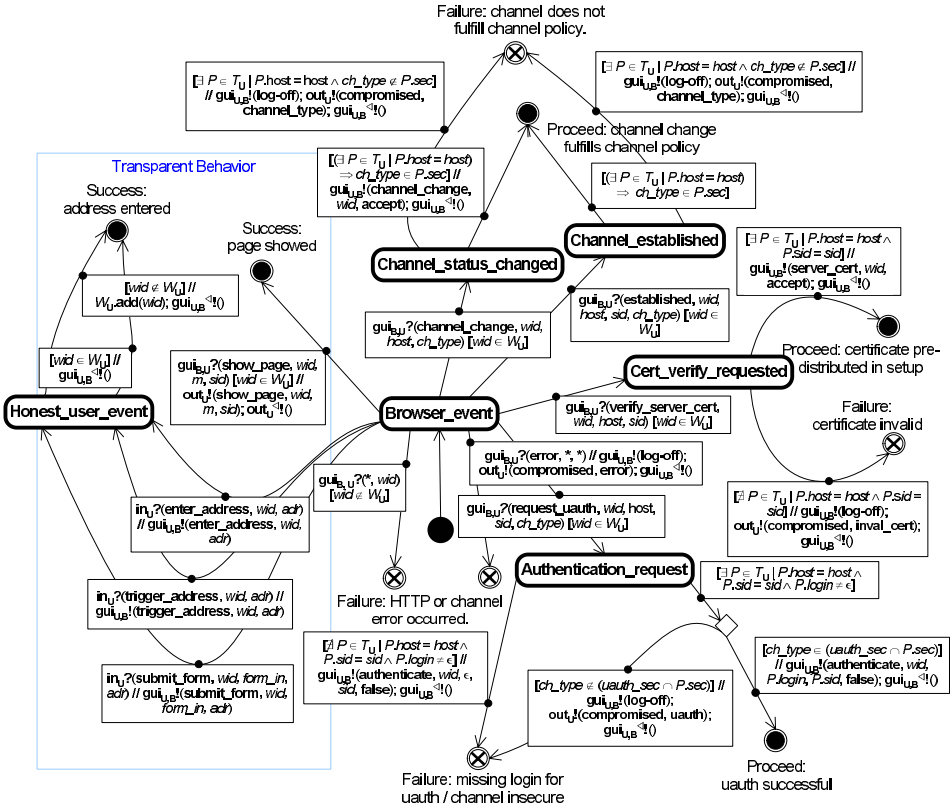 Failure: channel does not
fulfill channel policy.
[∃ P ∈ T_U | P.host = host ∧ ch_type ∉ P.sec]
// gui_U,B!(log-off); out_U!(compromised,
channel_type); gui_U,B^◁!()
[∃ P ∈ T_U | P.host = host ∧ ch_type ∉ P.sec] //
gui_U,B!(log-off); out_U!(compromised,
channel_type); gui_U,B^◁!()
Proceed: channel change
fulfills channel policy
Transparent Behavior
[(∃ P ∈ T_U | P.host = host)
⇒ ch_type ∈ P.sec] //
gui_U,B!(channel_change,
wid, accept); gui_U,B^◁!()
[(∃ P ∈ T_U | P.host = host)
⇒ ch_type ∈ P.sec]
Success:
address entered
Success:
page showed
Channel_status_changed
Channel_established
[∃ P ∈ T_U | P.host = host ∧
P.sid = sid] //
gui_U,B!(server_cert, wid,
accept); gui_U,B^◁!()
[wid ∉ W_U] //
W_U.add(wid); gui_U,B^◁!()
gui_B,U?(channel_change, wid,
host, ch_type) [wid ∈ W_U]
gui_B,U?(established, wid,
host, sid, ch_type) [wid ∈
W_U]
Proceed: certificate pre-
distributed in setup
[wid ∈ W_U] //
gui_U,B^◁!()
gui_B,U?(show_page, wid,
m, sid) [wid ∈ W_U] //
out_U!(show_page, wid,
m, sid); out_U^◁!()
Cert_verify_requested
Honest_user_event
Browser_event
gui_B,U?(verify_server_cert,
wid, host, sid) [wid ∈ W_U]
Failure:
certificate invalid
gui_B,U?(*, wid)
[wid ∉ W_U]
gui_B,U?(error, *, *) // gui_U,B!(log-off);
out_U!(compromised, error); gui_U,B^◁!()
in_U?(enter_address, wid, adr)
// gui_U,B!(enter_address, wid,
adr)
gui_B,U?(request_uauth, wid, host,
sid, ch_type) [wid ∈ W_U]
[∄ P ∈ T_U | P.host = host ∧ P.sid =
sid] // gui_U,B!(log-off);
out_U!(compromised, inval_cert);
gui_U,B^◁!()
Authentication_request
in_U?(trigger_address, wid, adr) //
gui_U,B!(trigger_address, wid, adr)
Failure: HTTP or channel
error occurred.
[∃ P ∈ T_U | P.host = host ∧
P.sid = sid ∧ P.login ≠ ϵ]
[∄ P ∈ T_U | P.host = host ∧
P.sid = sid ∧ P.login ≠ ϵ] //
gui_U,B!(authenticate, wid, ϵ,
sid, false); gui_U,B^◁!()
[ch_type ∈ (uauth_sec ∩ P.sec)]
// gui_U,B!(authenticate, wid,
P.login, P.sid, false); gui_U,B^◁!()
in_U?(submit_form, wid, form_in,
adr) // gui_U,B!(submit_form, wid,
form_in, adr)
[ch_type ∉ (uauth_sec ∩ P.sec)] //
gui_U,B!(log-off);
out_U!(compromised, uauth);
gui_U,B^◁!()
Failure: missing login for
uauth / channel insecure
Proceed:
uauth successful